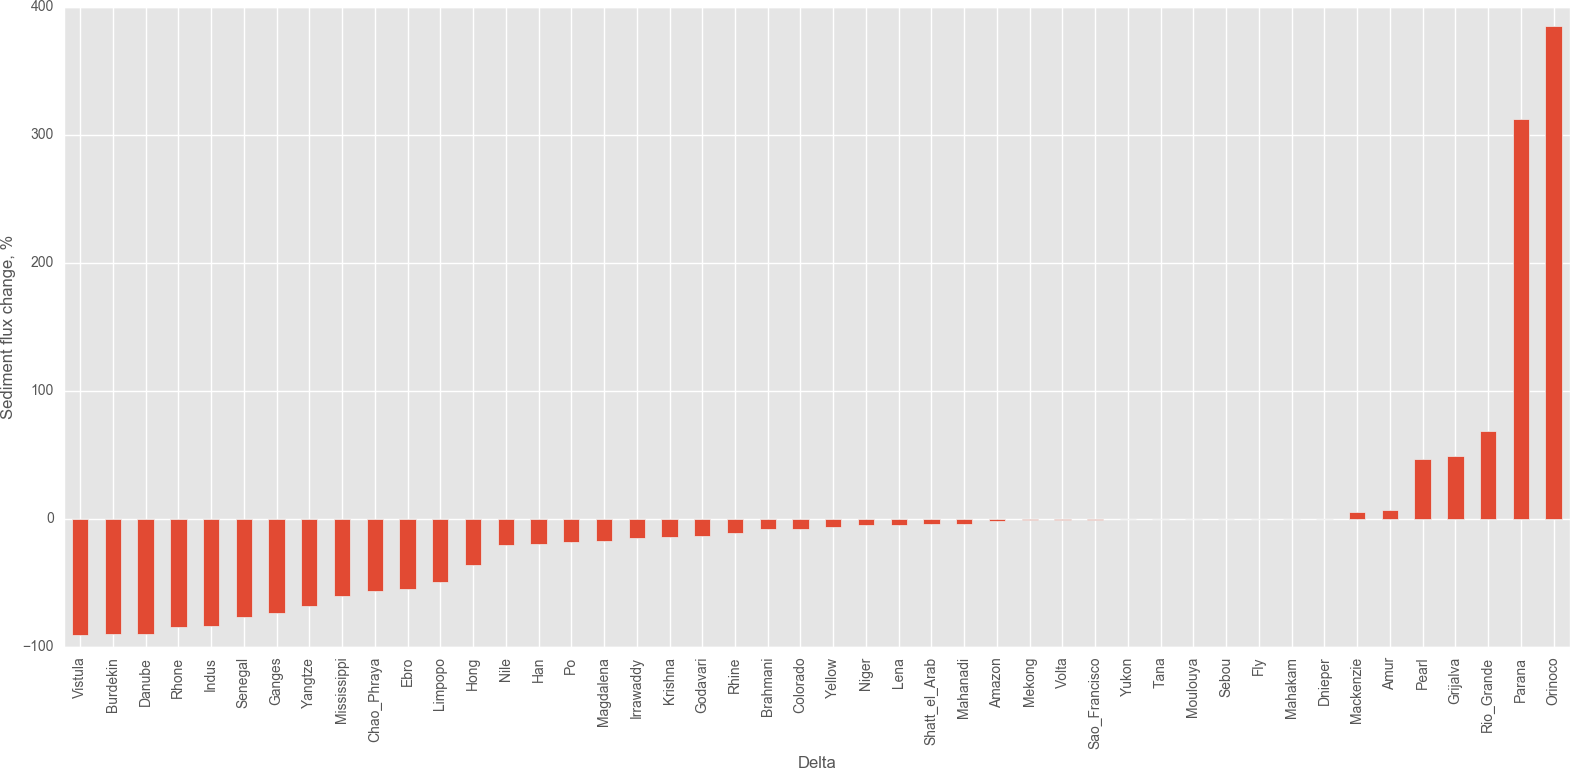 400
300
200
100
0
−100
Sediment flux change, %
Vistula
Burdekin
Danube
Rhone
Indus
Senegal
Ganges
Yangtze
Mississippi
Chao_Phraya
Ebro
Limpopo
Hong
Nile
Han
Po
Magdalena
Irrawaddy
Krishna
Godavari
Rhine
Brahmani
Colorado
Yellow
Niger
Lena
Shatt_el_Arab
Mahanadi
Amazon
Mekong
Volta
Sao_Francisco
Yukon
Tana
Moulouya
Sebou
Fly
Mahakam
Dnieper
Mackenzie
Amur
Pearl
Grijalva
Rio_Grande
Parana
Orinoco
Delta